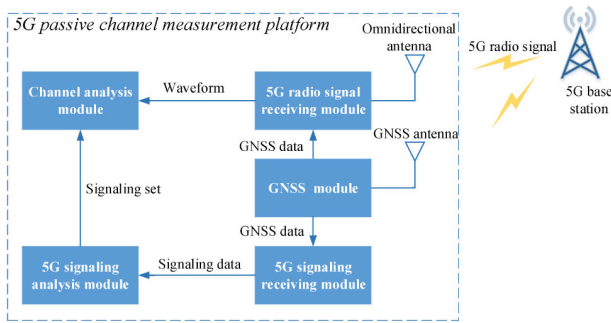 5G passive channel measurement platform
Omnidirectional
antenna
5G radio signal
5G base
station
Channel analysis
module
Waveform
5G radio signal
receiving module
GNSS data
GNSS antenna
Signaling set
GNSS module
GNSS data
5G signaling
analysis module
Signaling data
5G signaling
receiving module